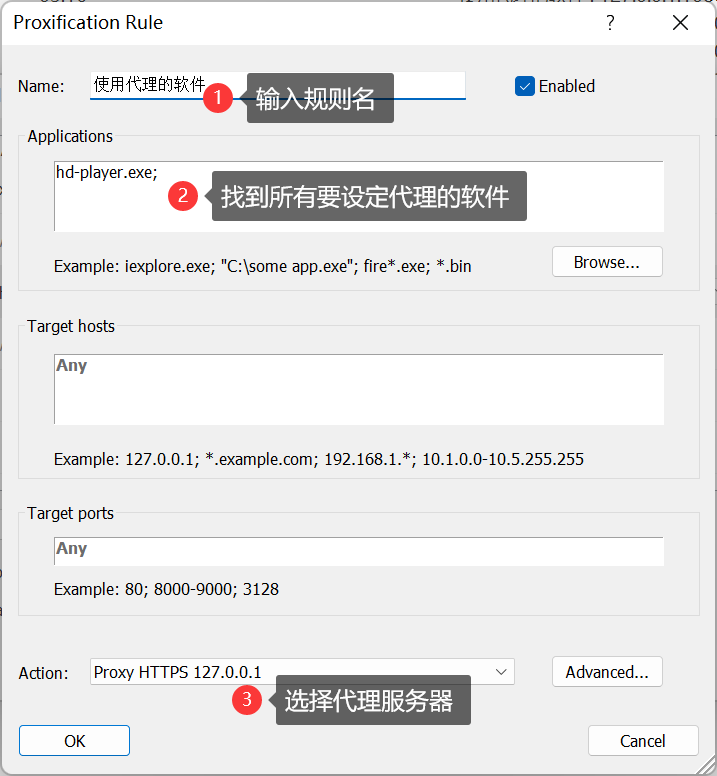 Proxification Rule
Name:
使用代理的软件
Enabled
1
输入规则名
Applications
hd-player.exe;
2
找到所有要设定代理的软件
Example: iexplore.exe; "C:\some app.exe"; fire*.exe; *.bin
Browse...
Target hosts
Any
Example: 127.0.0.1; *.example.com; 192.168.1.*; 10.1.0.0-10.5.255.255
Target ports
Any
Example: 80; 8000-9000; 3128
Action:
Proxy HTTPS 127.0.0.1
Advanced...
3
选择代理服务器
OK
Cancel